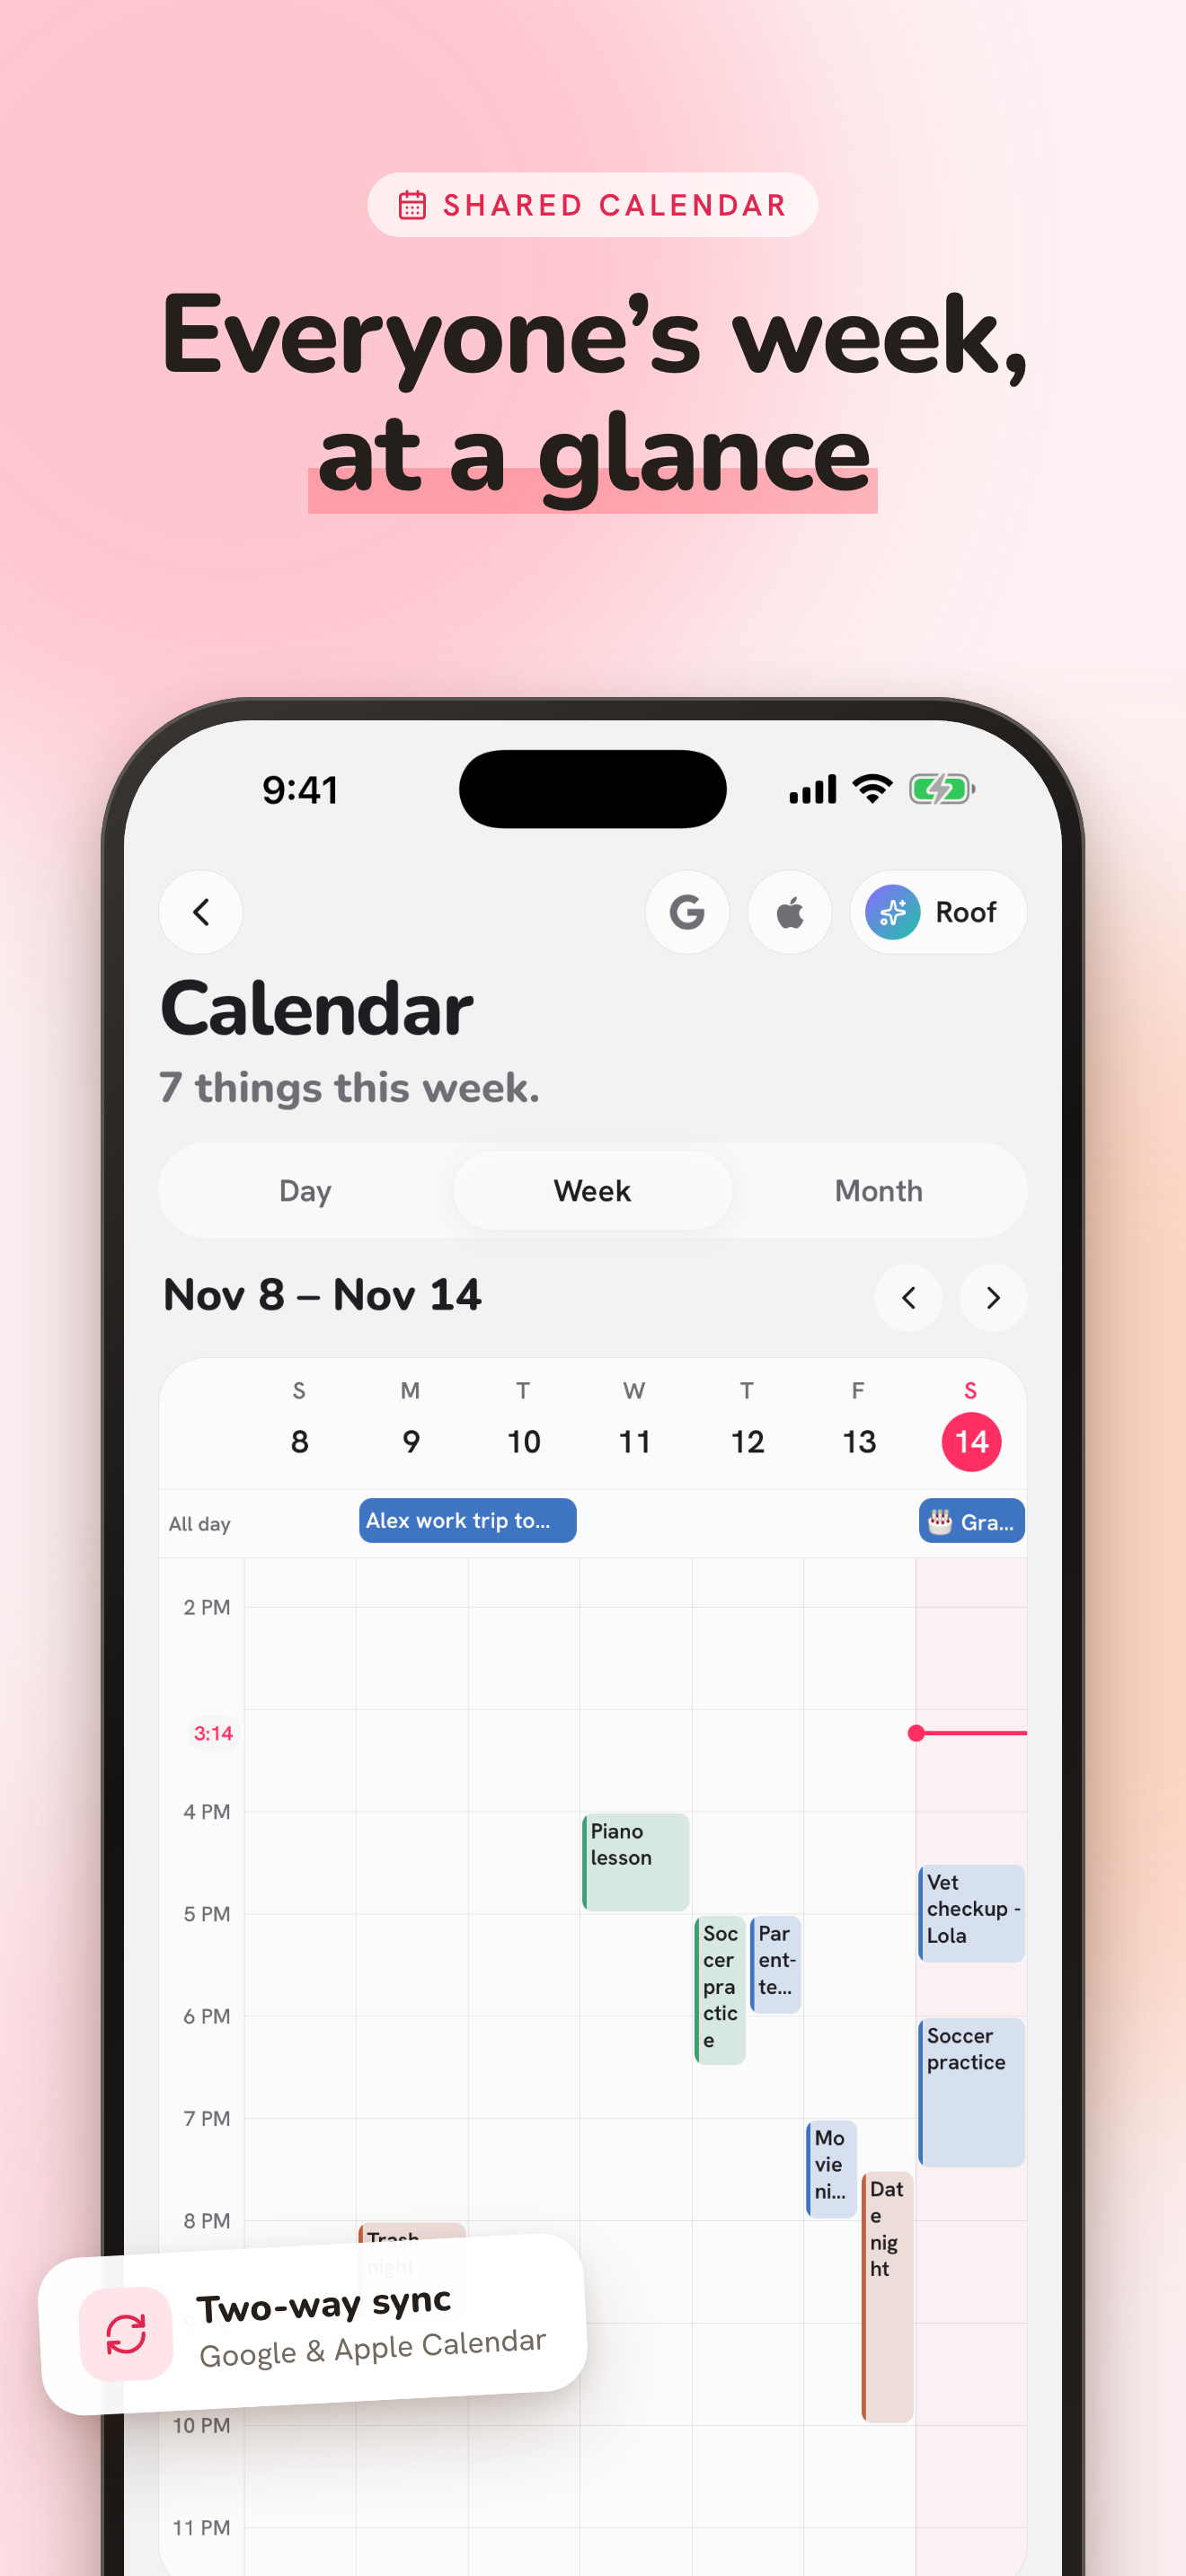 SHARED CALENDAR
Everyone’s week,
at a glance
9:41
G
Roof
Calendar
7 things this week.
Day Week Month
Nov 8 – Nov 14
S M T W T F S
8 9 10 11 12 13 14
All day
Alex work trip to...
Gra...
2 PM
3:14
4 PM
Piano
lesson
Vet
checkup -
Lola
5 PM
Soc
cer
pra
ctic
e
Par
ent-
te...
6 PM
Soccer
practice
7 PM
Mo
vie
ni...
Dat
e
nig
ht
8 PM
Trash
night
Two-way sync
Google & Apple Calendar
10 PM
11 PM